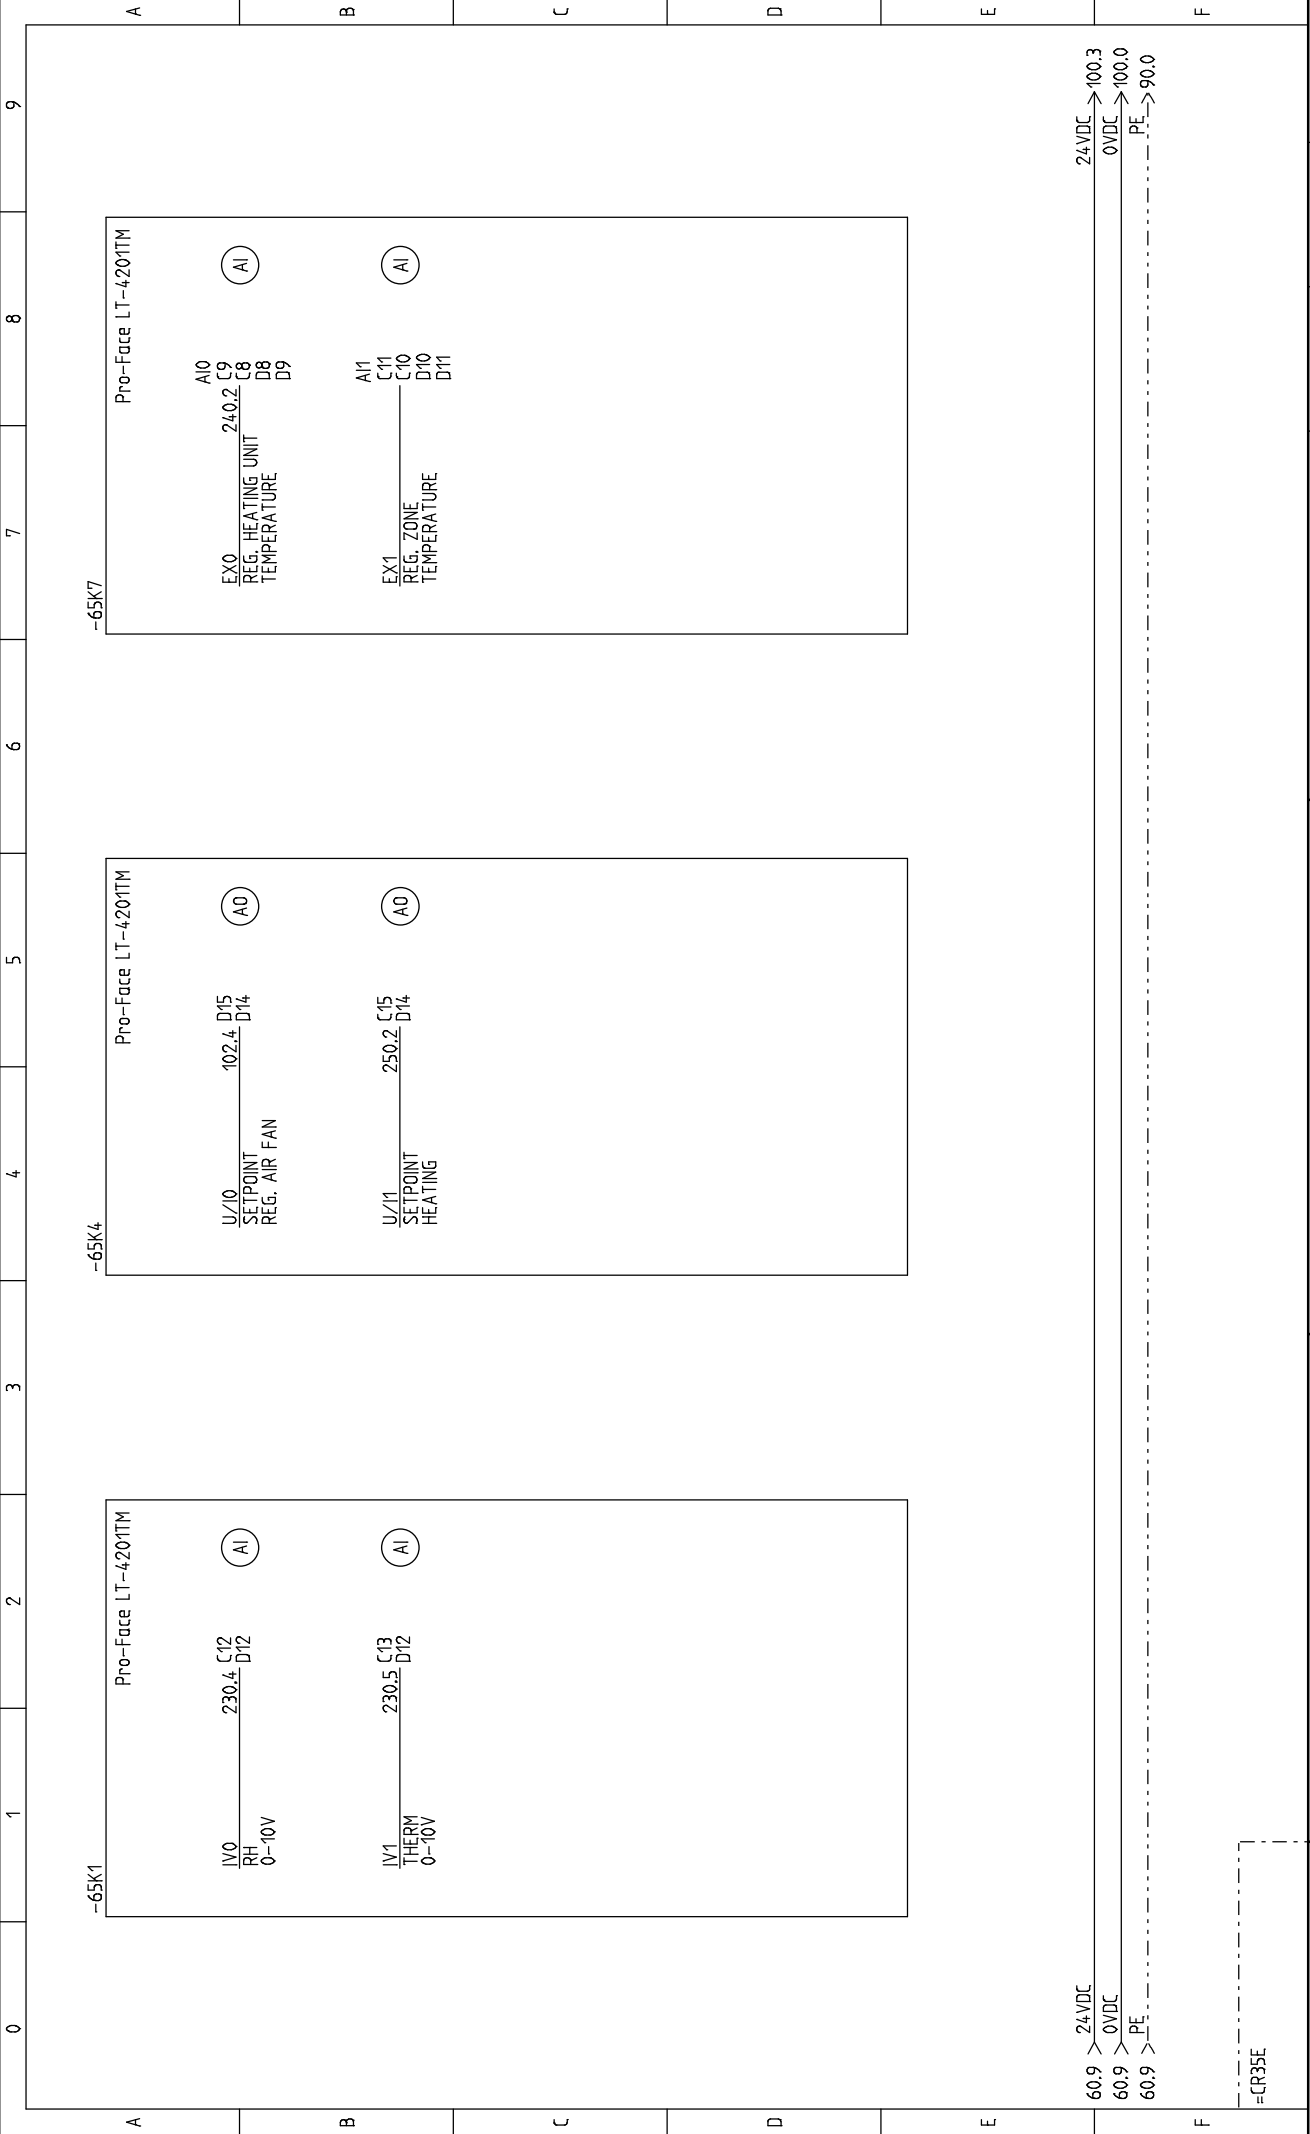 0 1 2 3 4 5 6 7 8 9
A
B
C
D
E
F
-65K1
Pro-Face LT-4201TM
IV0 230.4 C12
RH D12
0-10V
AI
IV1 230.5 C13
THERM D12
0-10V
AI
-65K4
Pro-Face LT-4201TM
U/I0 102.4 D15
SETPOINT D14
REG. AIR FAN
AO
U/I1 250.2 C15
SETPOINT D14
HEATING
AO
-65K7
Pro-Face LT-4201TM
AI0
EX0 240.2 C9
REG. HEATING UNIT C8
TEMPERATURE D8
D9
AI
AI1
EX1 C11
REG. ZONE C10
TEMPERATURE D10
D11
AI
A
B
C
D
E
F
60.9 24VDC 24VDC 100.3
60.9 0VDC 0VDC 100.0
60.9 PE PE 90.0
=CR35E